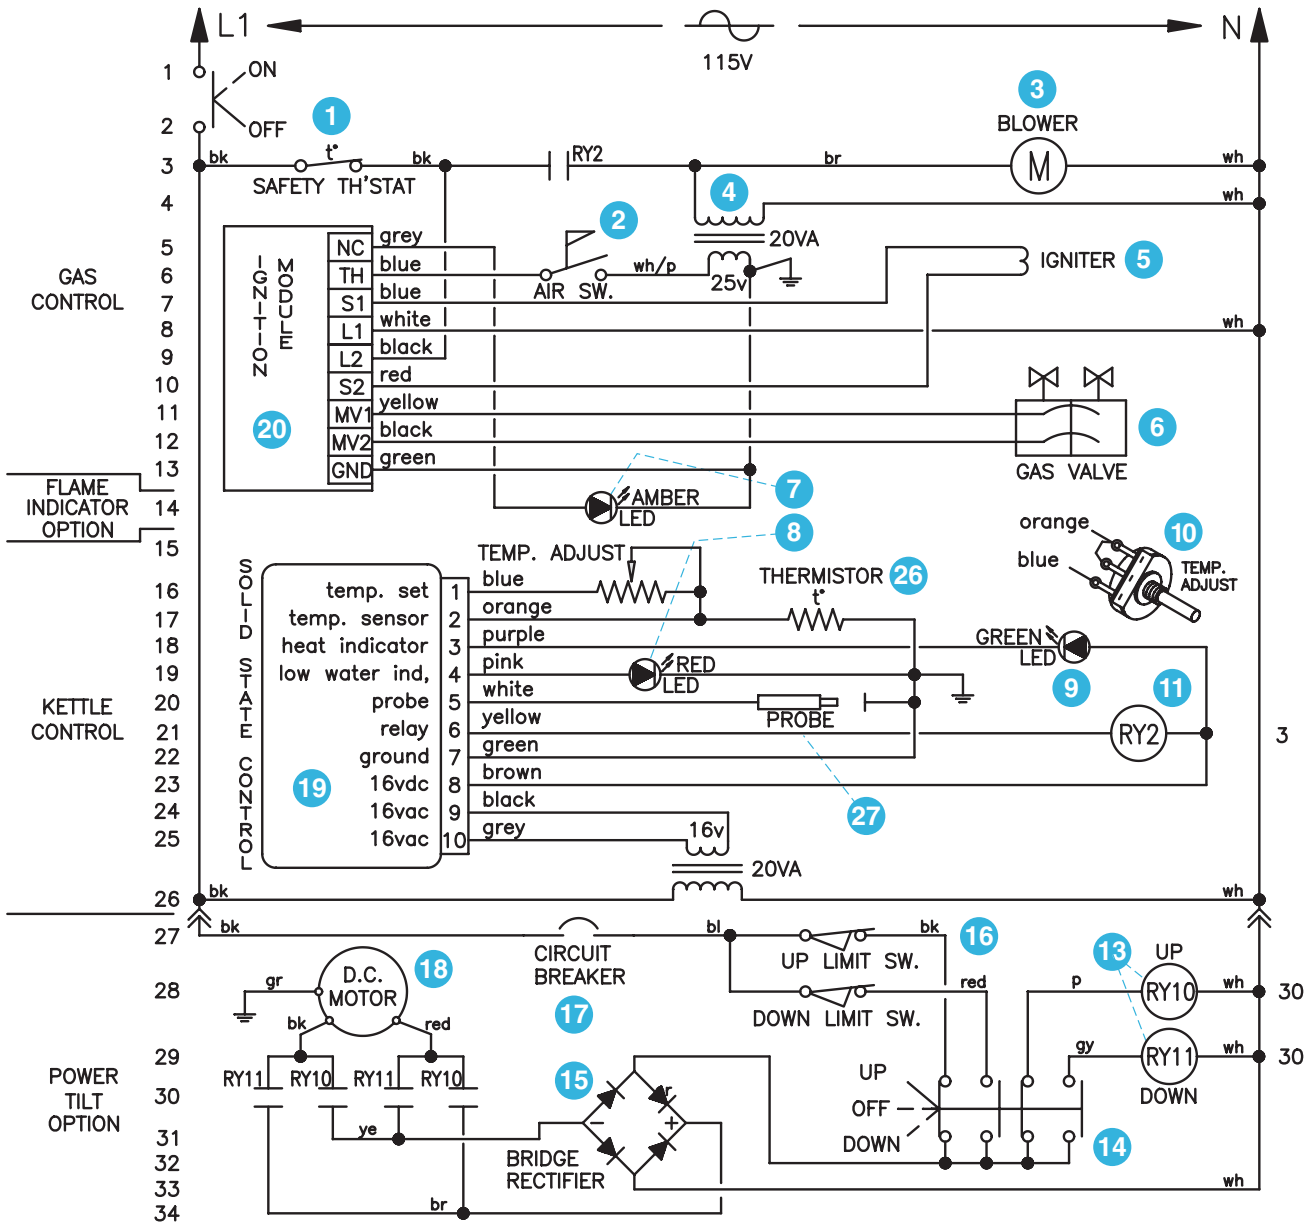 L1 N
115V
1 ON
2 OFF
1
3
BLOWER
3 bk t° bk RY2 br M wh
SAFETY TH'STAT
4 4 wh
2
20VA
5 NC grey
6 TH blue wh/p 25v
AIR SW.
IGNITER 5
7 S1 blue
8 L1 white wh
9 L2 black
10 S2 red
11 MV1 yellow
12 MV2 black
13 GND green
GAS VALVE
6
GAS
CONTROL
IGNITION
MODULE
20
FLAME
INDICATOR
OPTION
14 AMBER
LED
7
8
15
TEMP. ADJUST
orange
blue
10
TEMP.
ADJUST
THERMISTOR 26
t°
SOLID STATE CONTROL
16 temp. set 1 blue
17 temp. sensor 2 orange
18 heat indicator 3 purple GREEN
LED
19 low water ind, 4 pink RED
LED
9
11
20 probe 5 white PROBE
21 relay 6 yellow RY2 3
22 ground 7 green
23 16vdc 8 brown
24 16vac 9 black
25 16vac 10 grey 16v
KETTLE
CONTROL
19
27
20VA
26 bk wh
27 bk bl bk
16
CIRCUIT
BREAKER
17
UP LIMIT SW.
18
D.C.
MOTOR
13
UP
28 gr red p RY10 wh 30
DOWN LIMIT SW.
bk red
29 gy RY11 wh 30
DOWN
RY11 RY10 RY11 RY10
15
r
UP
OFF
DOWN
14
30
POWER
TILT
OPTION
31 ye - +
32
BRIDGE
RECTIFIER
33 wh
34 br